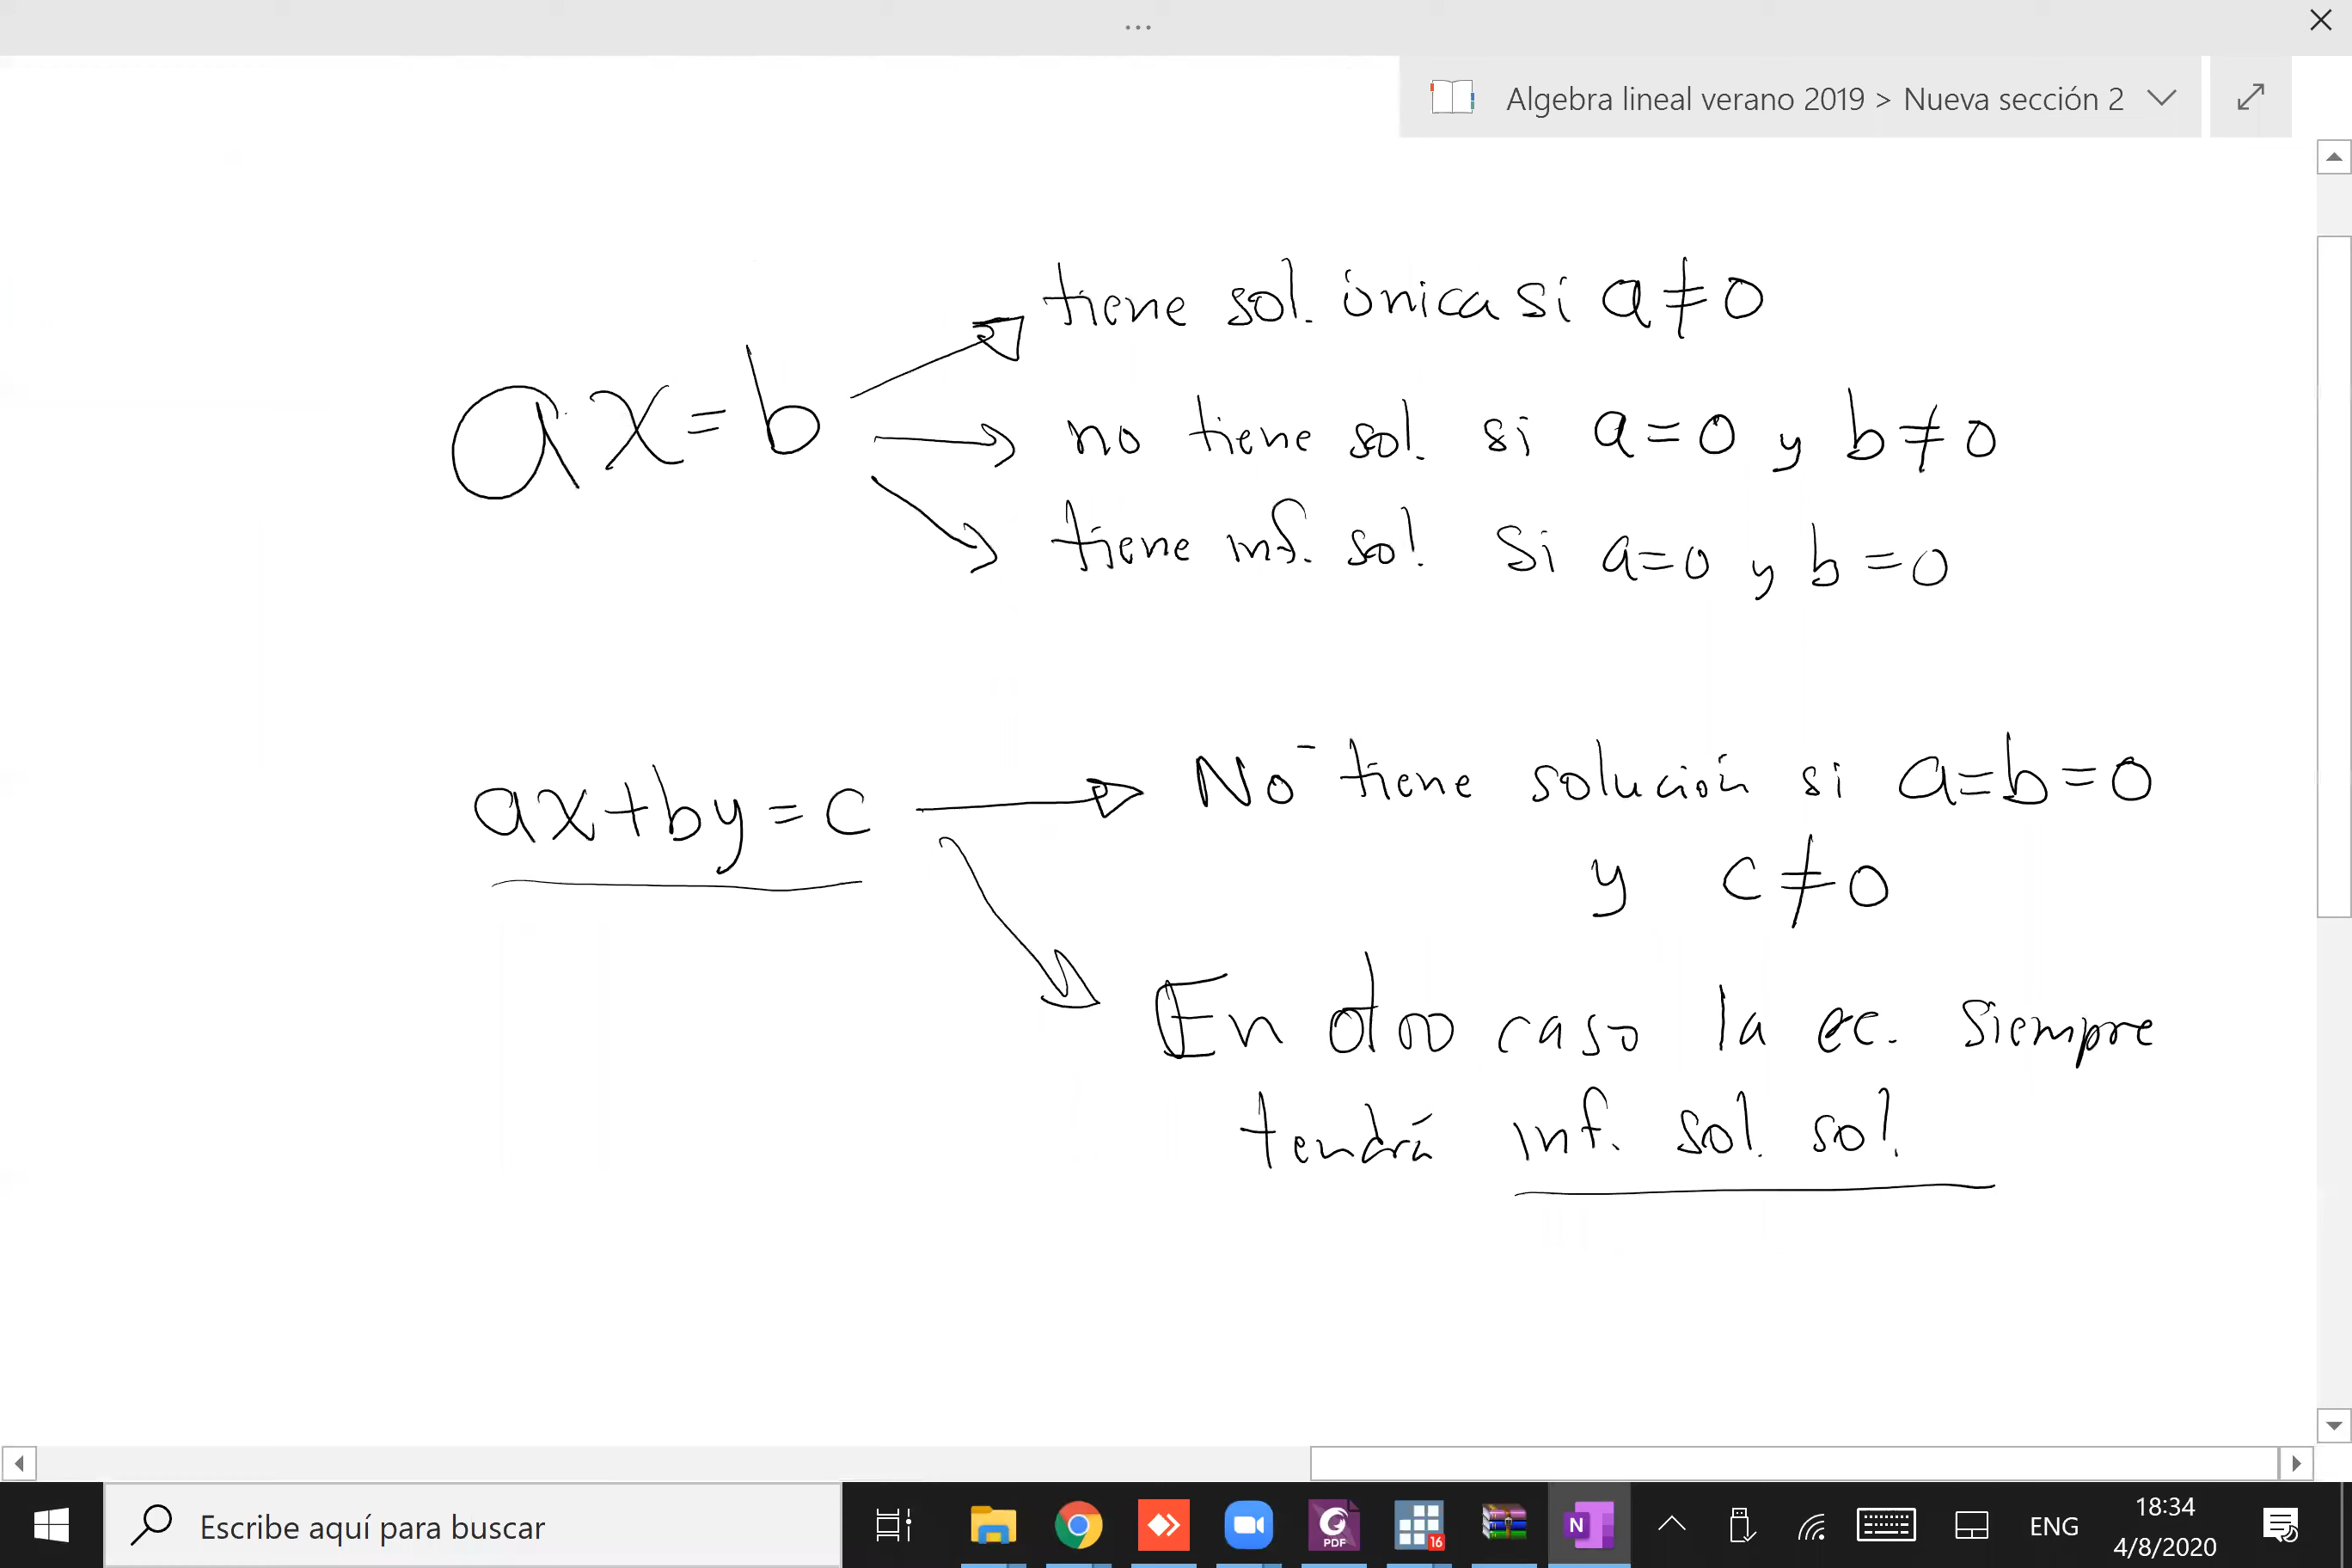 ...
Algebra lineal verano 2019 > Nueva sección 2
tiene sol. única si a≠0
ax=b
no tiene sol. si a=0 y b≠0
tiene inf. sol. si a=0 y b=0
ax+by=c
No tiene solución si a=b=0
y c≠0
En otro caso la ec. siempre
tendrá inf. sol. sol.
Escribe aquí para buscar
PDF
16
N
ENG
18:34
4/8/2020